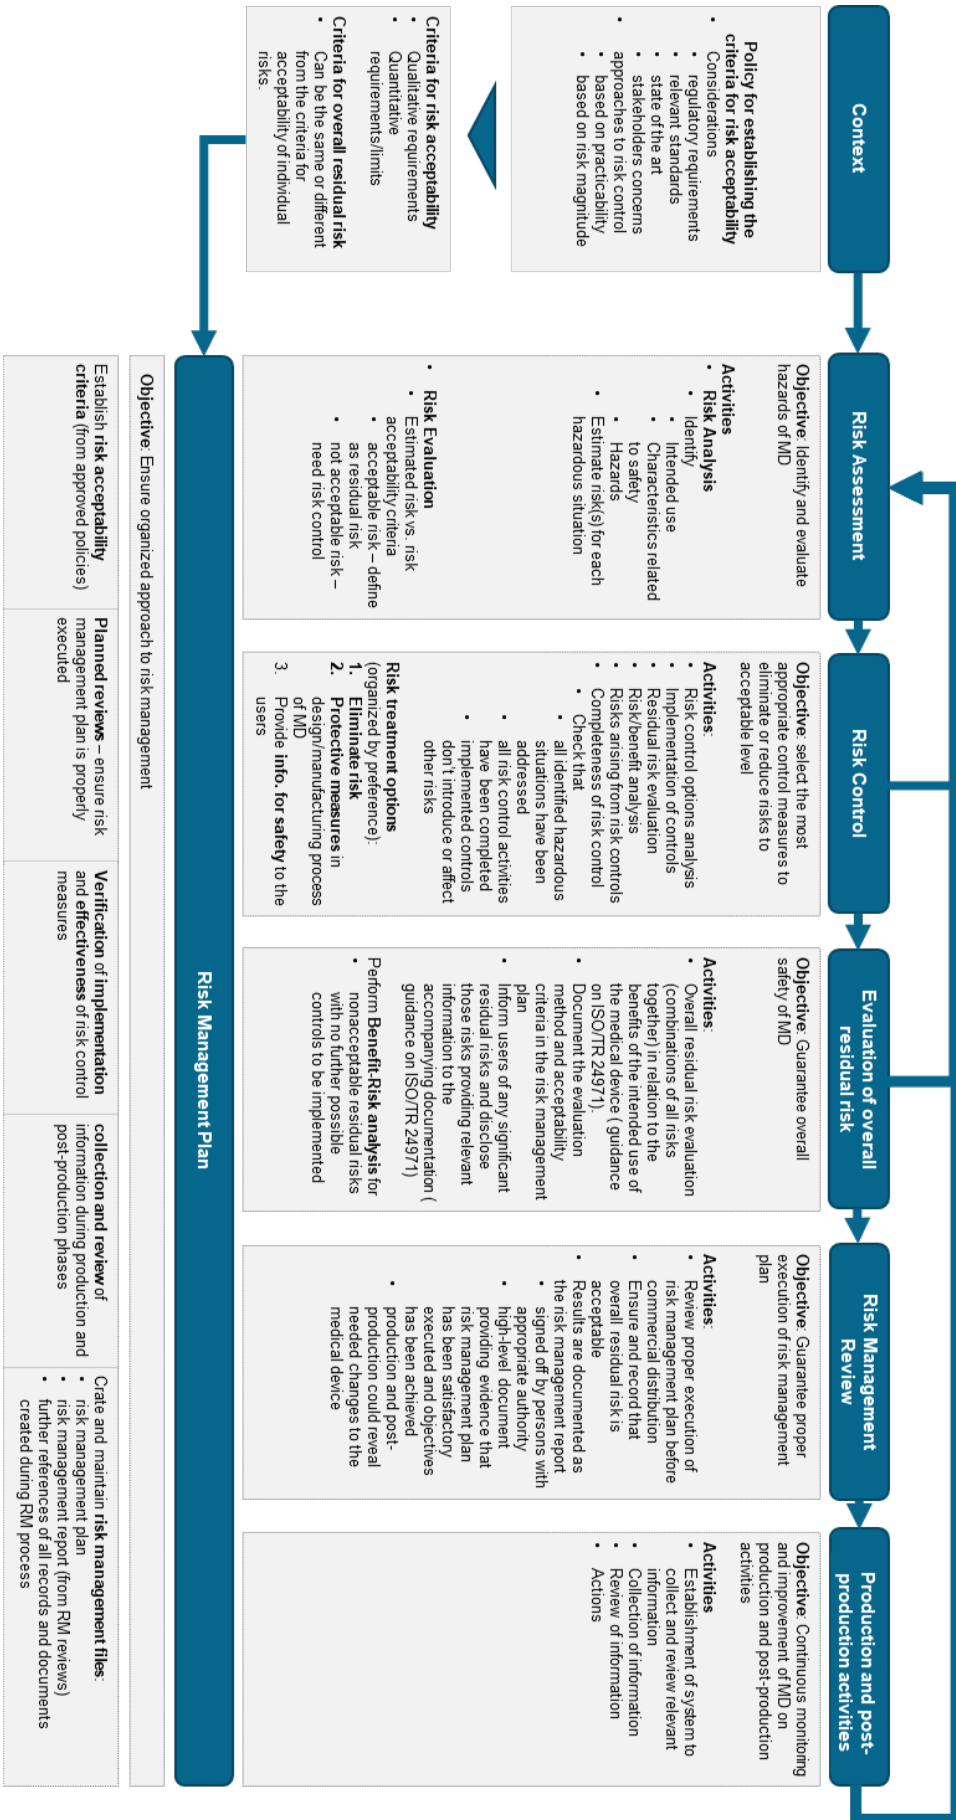 Context
Policy for establishing the
criteria for risk acceptability
• Considerations
• regulatory requirements
• relevant standards
• state of the art
• stakeholders concerns
• approaches to risk control
• based on practicability
• based on risk magnitude
Criteria for risk acceptability
• Qualitative requirements
• Quantitative
requirements/limits
Criteria for overall residual risk
• Can be the same or different
from the criteria for
acceptability of individual
risks.
Risk Assessment
Objective: Identify and evaluate
hazards of MD
Activities
• Risk Analysis
• Identify
• Intended use
• Characteristics related
to safety
• Hazards
• Estimate risk(s) for each
hazardous situation
• Risk Evaluation
• Estimated risk vs. risk
acceptability criteria
• acceptable risk – define
as residual risk
• not acceptable risk –
need risk control
Risk Control
Objective: select the most
appropriate control measures to
eliminate or reduce risks to
acceptable level
Activities:
• Risk control options analysis
• Implementation of controls
• Residual risk evaluation
• Risk/benefit analysis
• Risks arising from risk controls
• Completeness of risk control
• Check that
• all identified hazardous
situations have been
addressed
• all risk control activities
have been completed
• implemented controls
don't introduce or affect
other risks
Risk treatment options
(organized by preference):
1. Eliminate risk
2. Protective measures in
design/manufacturing process
of MD
3. Provide info. for safety to the
users
Evaluation of overall
residual risk
Objective: Guarantee overall
safety of MD
Activities:
• Overall residual risk evaluation
(combinations of all risks
together) in relation to the
benefits of the intended use of
the medical device ( guidance
on ISO/TR 24971).
• Document the evaluation
method and acceptability
criteria in the risk management
plan
• Inform users of any significant
residual risks and disclose
those risks providing relevant
information to the
accompanying documentation (
guidance on ISO/TR 24971)
Perform Benefit-Risk analysis for
• nonacceptable residual risks
with no further possible
controls to be implemented
Risk Management
Review
Objective: Guarantee proper
execution of risk management
plan
Activities:
• Review proper execution of
risk management plan before
commercial distribution
• Ensure and record that
overall residual risk is
acceptable
• Results are documented as
the risk management report
• signed off by persons with
appropriate authority
• high-level document
providing evidence that
risk management plan
has been satisfactory
executed and objectives
has been achieved
• production and post-
production could reveal
needed changes to the
medical device
Production and post-
production activities
Objective: Continuous monitoring
and improvement of MD on
production and post-production
activities
Activities
• Establishment of system to
collect and review relevant
information
• Collection of information
• Review of information
• Actions
Risk Management Plan
Objective: Ensure organized approach to risk management
Establish risk acceptability
criteria (from approved policies)
Planned reviews – ensure risk
management plan is properly
executed
Verification of implementation
and effectiveness of risk control
measures
collection and review of
information during production and
post-production phases
Crate and maintain risk management files:
• risk management plan
• risk management report (from RM reviews)
• further references of all records and documents
created during RM process